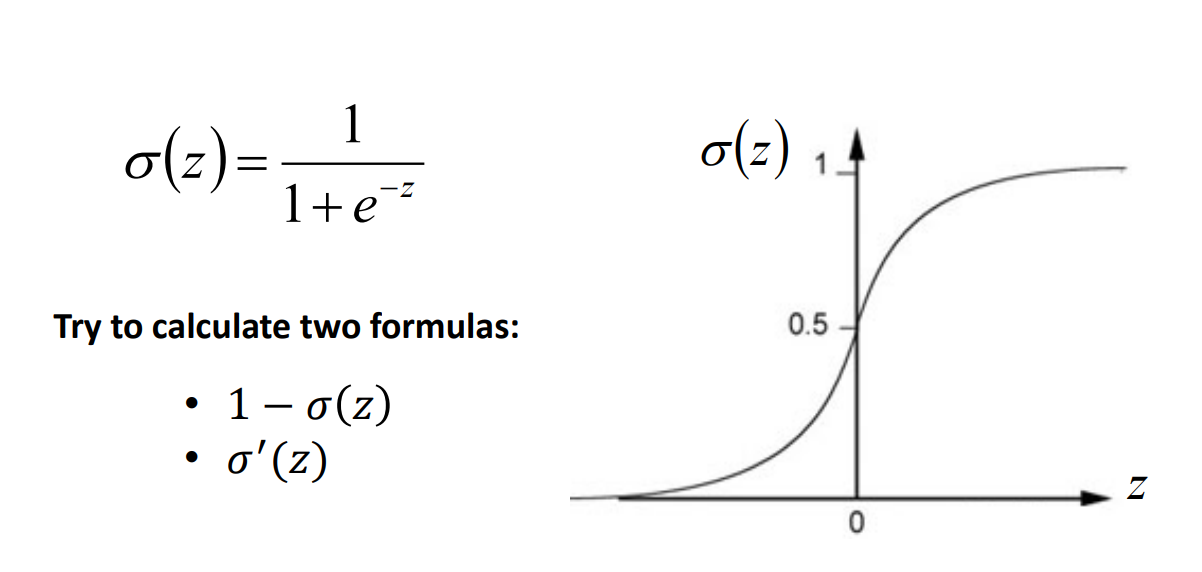 σ(z) = 1 / (1 + e^{-z})
Try to calculate two formulas:
• 1 − σ(z)
• σ′(z)
σ(z)
1
0.5
0
z